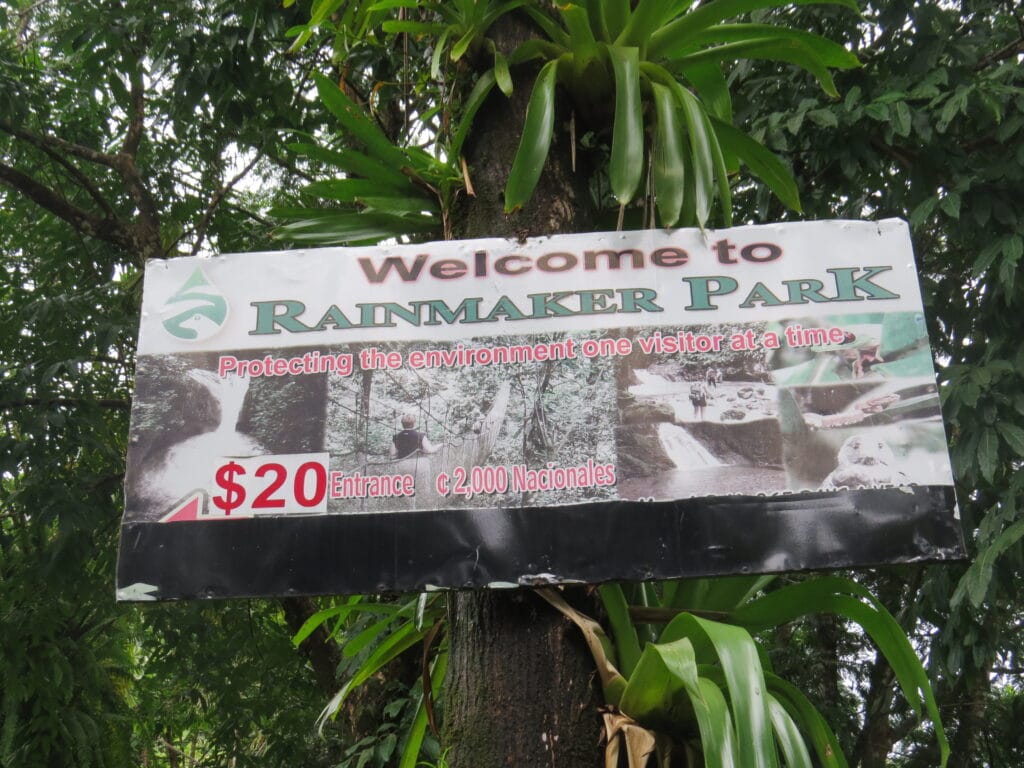 Welcome to
RAINMAKER PARK
Protecting the environment one visitor at a time
$20 Entrance ¢ 2,000 Nacionales